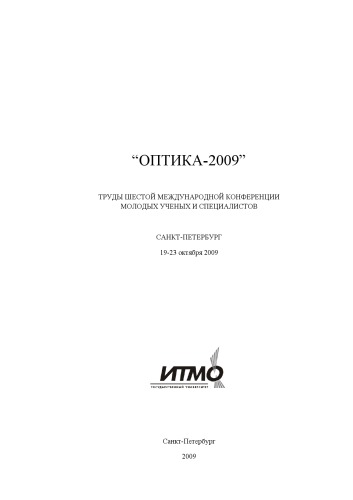 “ОПТИКА-2009”
ТРУДЫ ШЕСТОЙ МЕЖДУНАРОДНОЙ КОНФЕРЕНЦИИ
МОЛОДЫХ УЧЕНЫХ И СПЕЦИАЛИСТОВ
САНКТ-ПЕТЕРБУРГ
19-23 октября 2009
ИТМО
ГОСУДАРСТВЕННЫЙ УНИВЕРСИТЕТ
Санкт-Петербург
2009